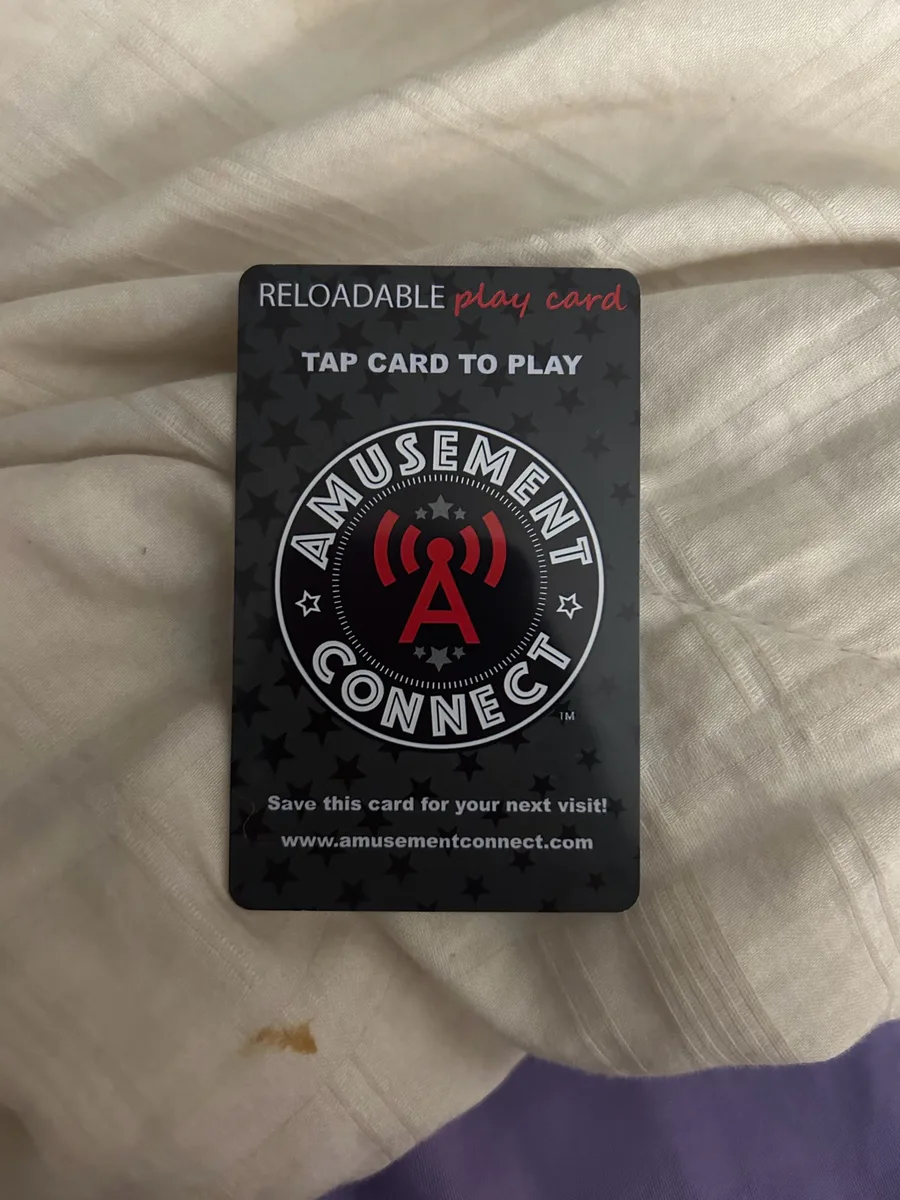 RELOADABLE play card
TAP CARD TO PLAY
AMUSEMENT
A
CONNECT
TM
Save this card for your next visit!
www.amusementconnect.com